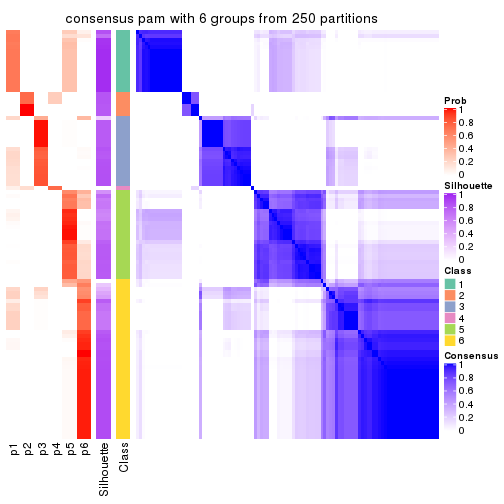 consensus pam with 6 groups from 250 partitions
Prob
1
0.8
0.6
0.4
0.2
0
Silhouette
1
0.8
0.6
0.4
0.2
0
Class
1
2
3
4
5
6
Consensus
1
0.8
0.6
0.4
0.2
0
p1
p2
p3
p4
p5
p6
Silhouette
Class